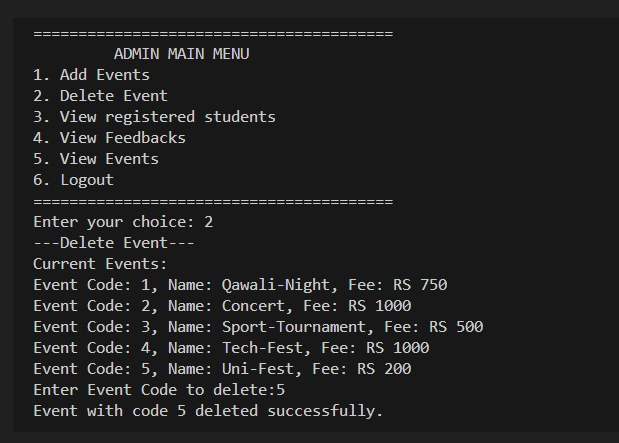 ========================================
ADMIN MAIN MENU
1. Add Events
2. Delete Event
3. View registered students
4. View Feedbacks
5. View Events
6. Logout
========================================
Enter your choice: 2
---Delete Event---
Current Events:
Event Code: 1, Name: Qawali-Night, Fee: RS 750
Event Code: 2, Name: Concert, Fee: RS 1000
Event Code: 3, Name: Sport-Tournament, Fee: RS 500
Event Code: 4, Name: Tech-Fest, Fee: RS 1000
Event Code: 5, Name: Uni-Fest, Fee: RS 200
Enter Event Code to delete:5
Event with code 5 deleted successfully.